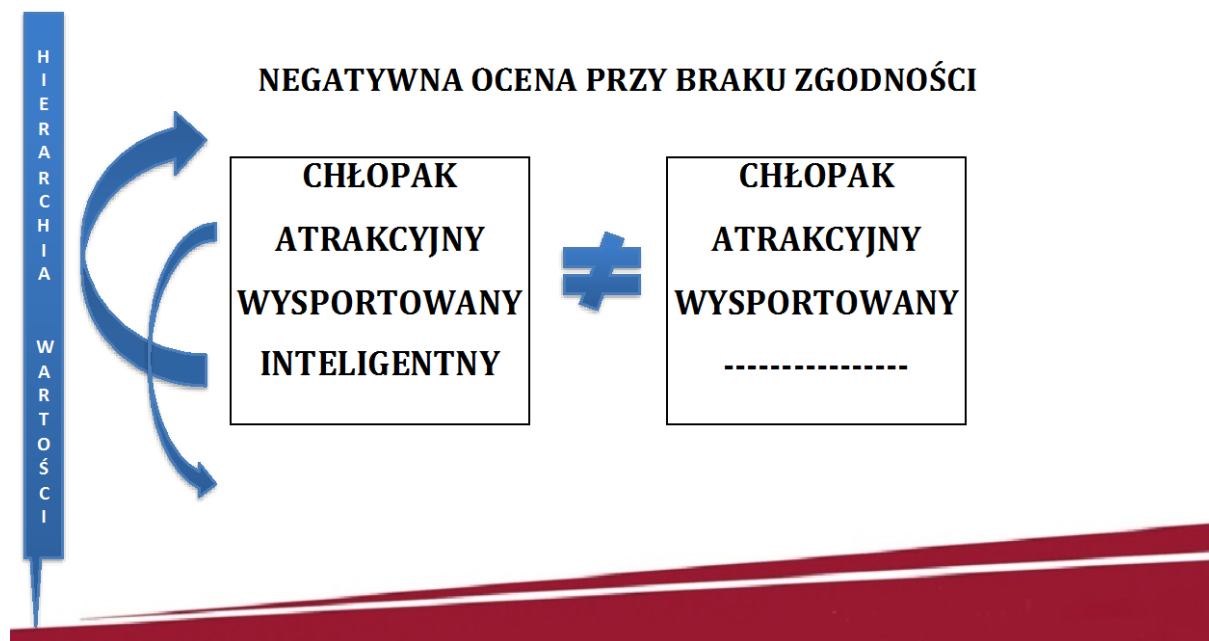 HIERARCHIA WARTOŚCI
NEGATYWNA OCENA PRZY BRAKU ZGODNOŚCI
CHŁOPAK
ATRAKCYJNY
WYSPORTOWANY
INTELIGENTNY
≠
CHŁOPAK
ATRAKCYJNY
WYSPORTOWANY
----------------